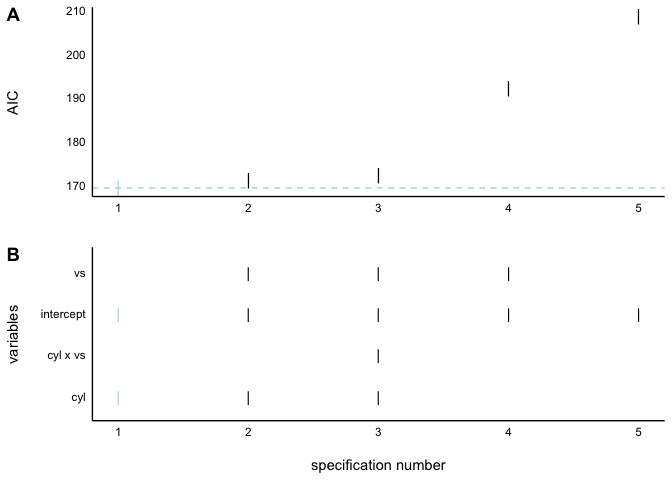 A
210
200
190
180
170
AIC
1 2 3 4 5
B
vs
intercept
cyl x vs
cyl
variables
1 2 3 4 5
specification number